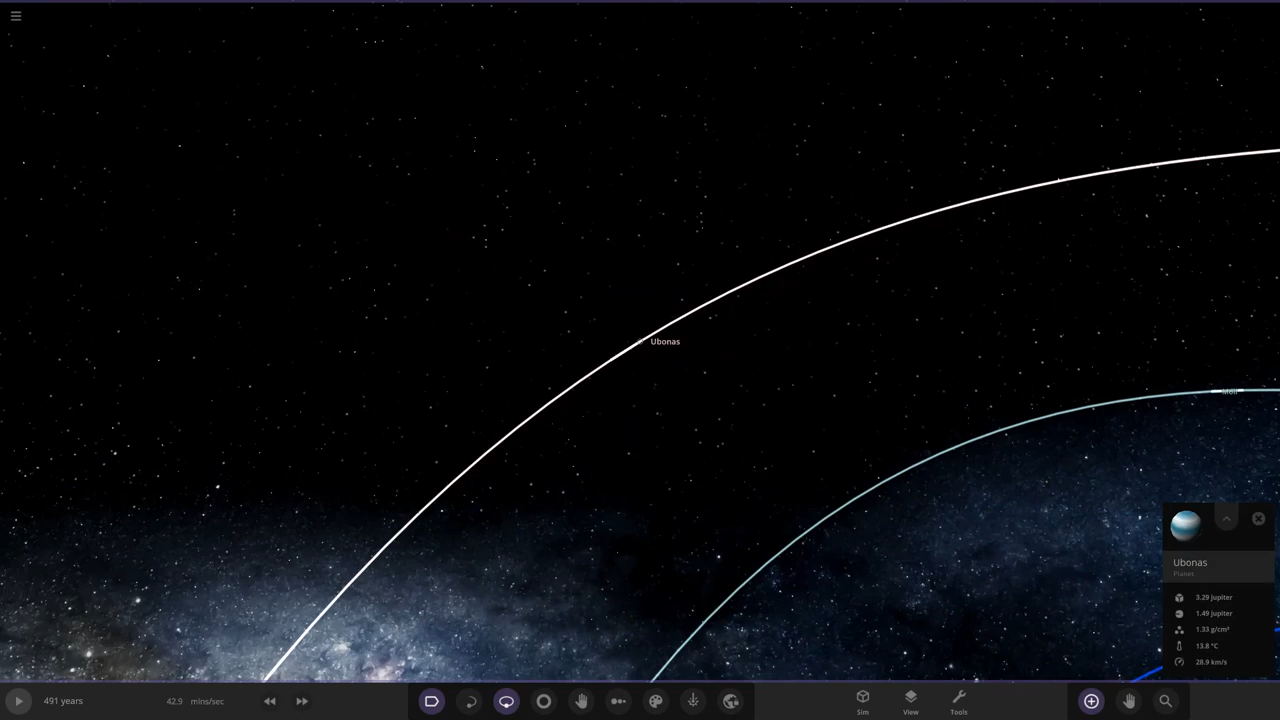 Ubonas
Moli
Ubonas
Planet
3.29 jupiter
1.49 jupiter
1.33 g/cm³
13.8 °C
28.9 km/s
491 years
42.9 mins/sec
Sim
View
Tools